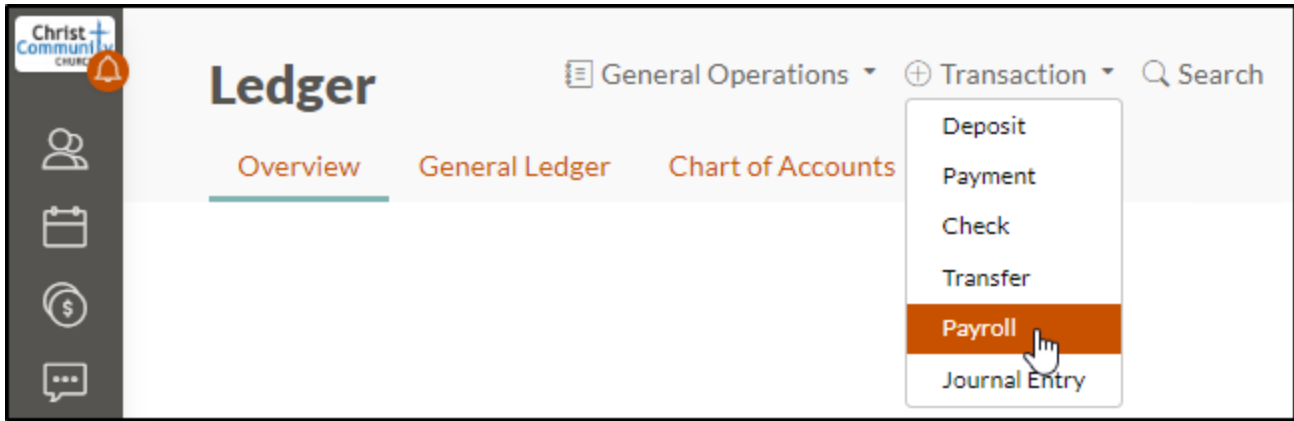 Christ
Community
CHURC
Ledger
General Operations
Transaction
Search
Overview
General Ledger
Chart of Accounts
Deposit
Payment
Check
Transfer
Payroll
Journal Entry